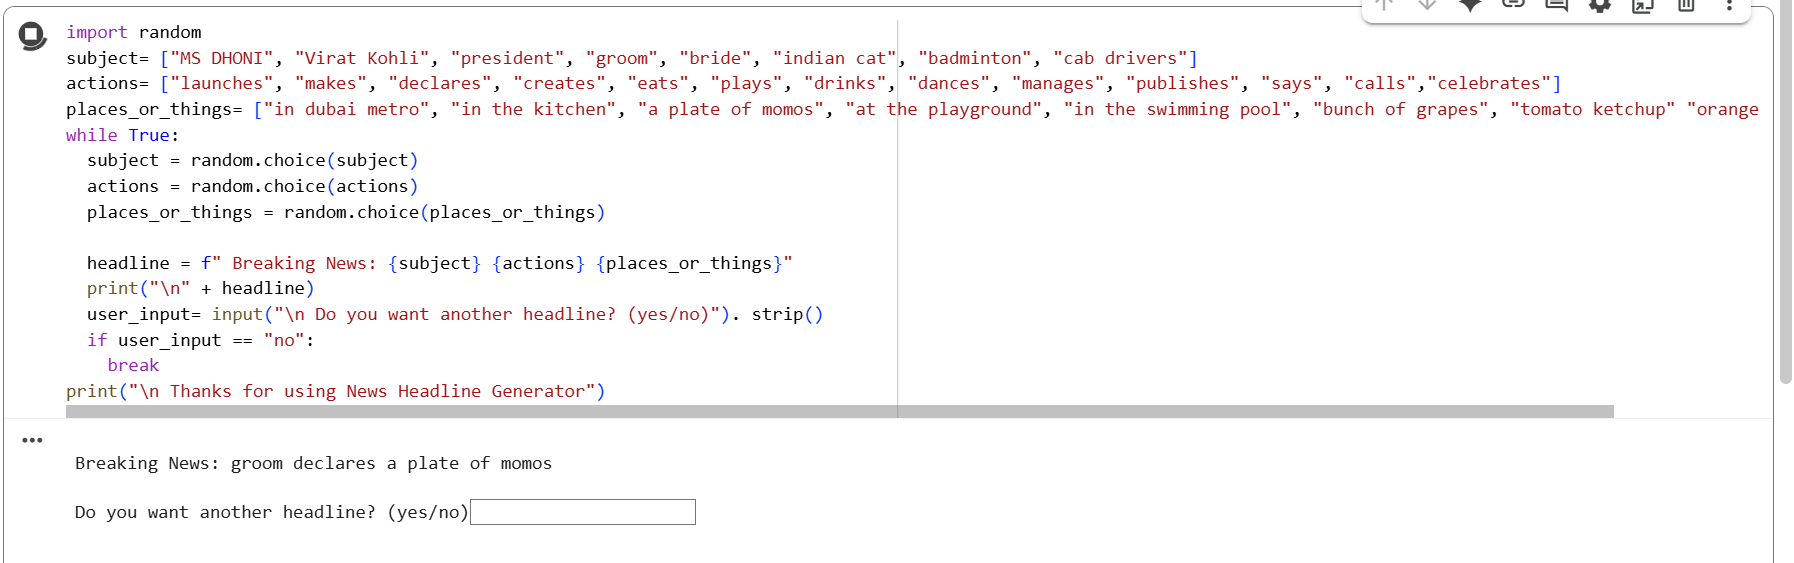 import random
subject= ["MS DHONI", "Virat Kohli", "president", "groom", "bride", "indian cat", "badminton", "cab drivers"]
actions= ["launches", "makes", "declares", "creates", "eats", "plays", "drinks", "dances", "manages", "publishes", "says", "calls","celebrates"]
places_or_things= ["in dubai metro", "in the kitchen", "a plate of momos", "at the playground", "in the swimming pool", "bunch of grapes", "tomato ketchup" "orange
while True:
  subject = random.choice(subject)
  actions = random.choice(actions)
  places_or_things = random.choice(places_or_things)

  headline = f" Breaking News: {subject} {actions} {places_or_things}"
  print("\n" + headline)
  user_input= input("\n Do you want another headline? (yes/no)"). strip()
  if user_input == "no":
    break
print("\n Thanks for using News Headline Generator")
Breaking News: groom declares a plate of momos
Do you want another headline? (yes/no)